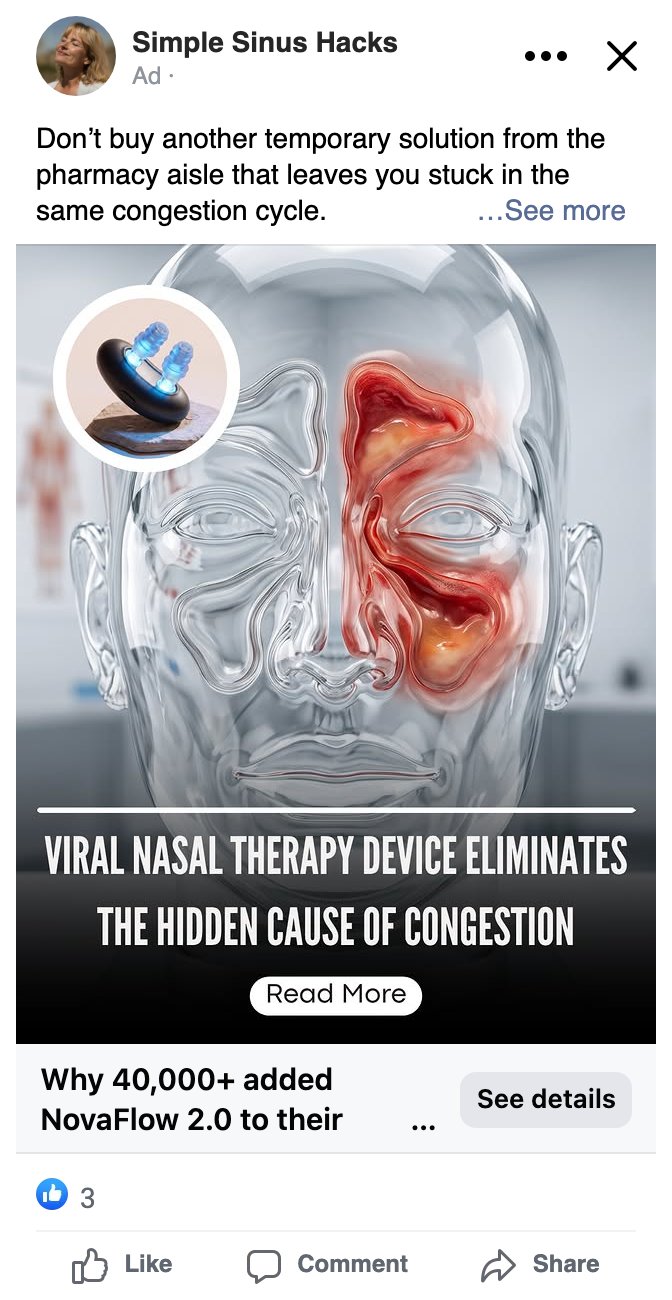 Simple Sinus Hacks
Ad ·
Don’t buy another temporary solution from the
pharmacy aisle that leaves you stuck in the
same congestion cycle. ...See more
VIRAL NASAL THERAPY DEVICE ELIMINATES
THE HIDDEN CAUSE OF CONGESTION
Read More
Why 40,000+ added
NovaFlow 2.0 to their ...
See details
3
Like Comment Share